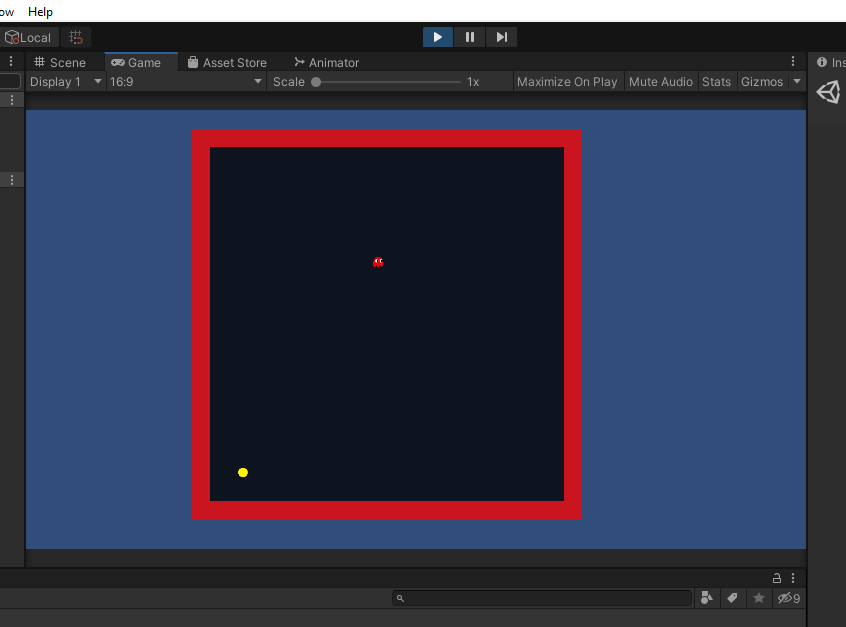 ow Help
Local
Scene Game Asset Store Animator Ins
Display 1 16:9 Scale 1x Maximize On Play Mute Audio Stats Gizmos
9